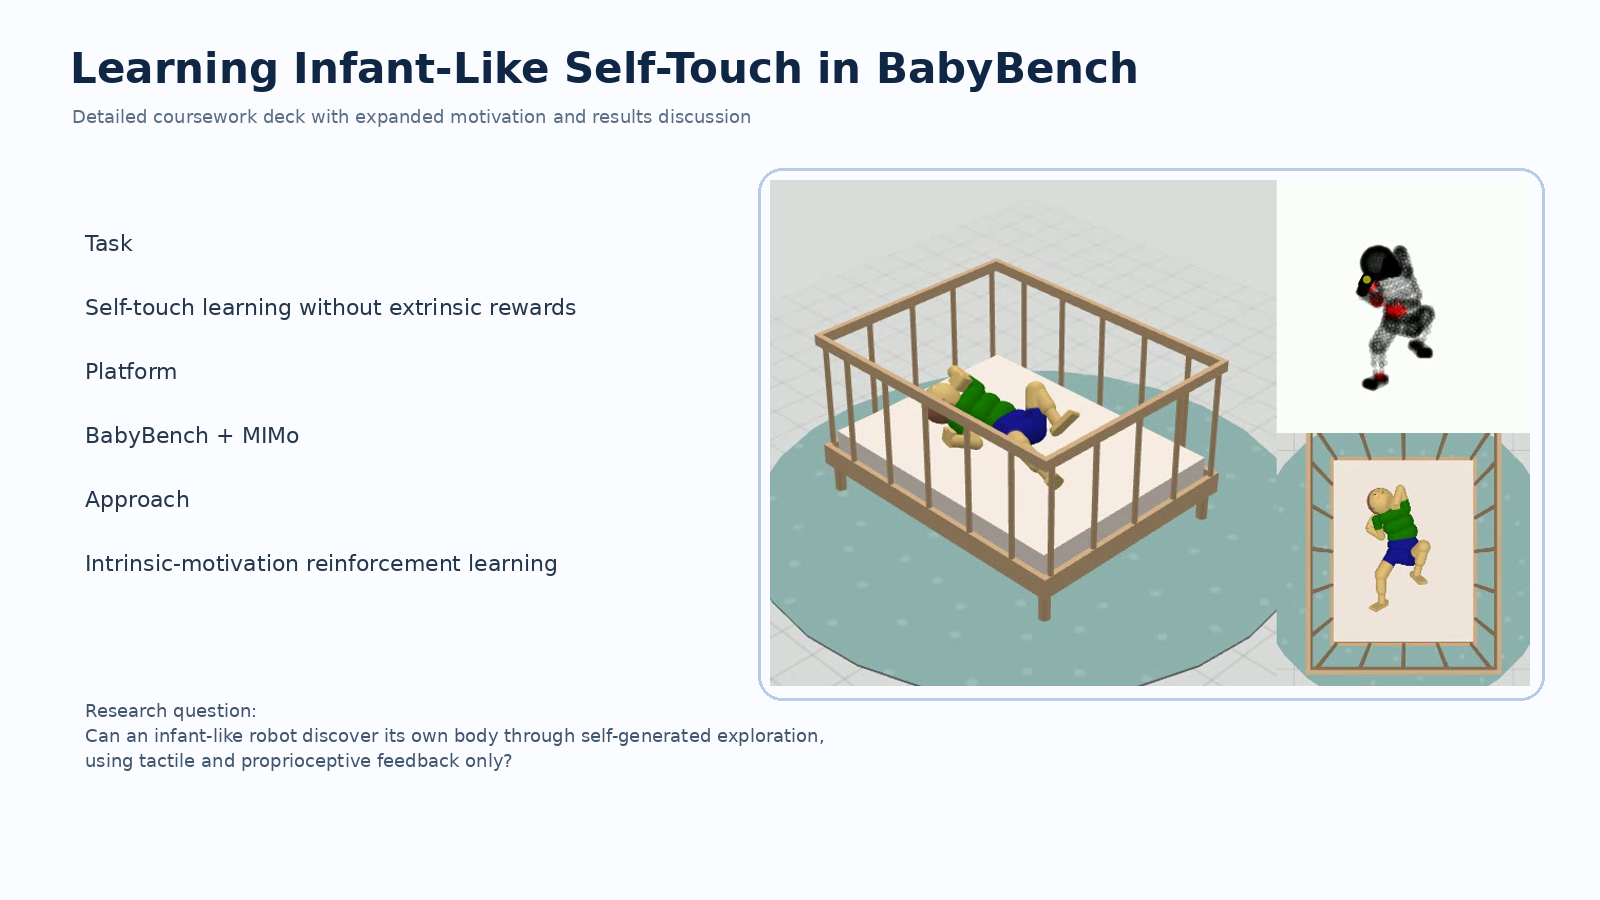 Learning Infant-Like Self-Touch in BabyBench
Detailed coursework deck with expanded motivation and results discussion
Task
Self-touch learning without extrinsic rewards
Platform
BabyBench + MIMo
Approach
Intrinsic-motivation reinforcement learning
Research question:
Can an infant-like robot discover its own body through self-generated exploration,
using tactile and proprioceptive feedback only?